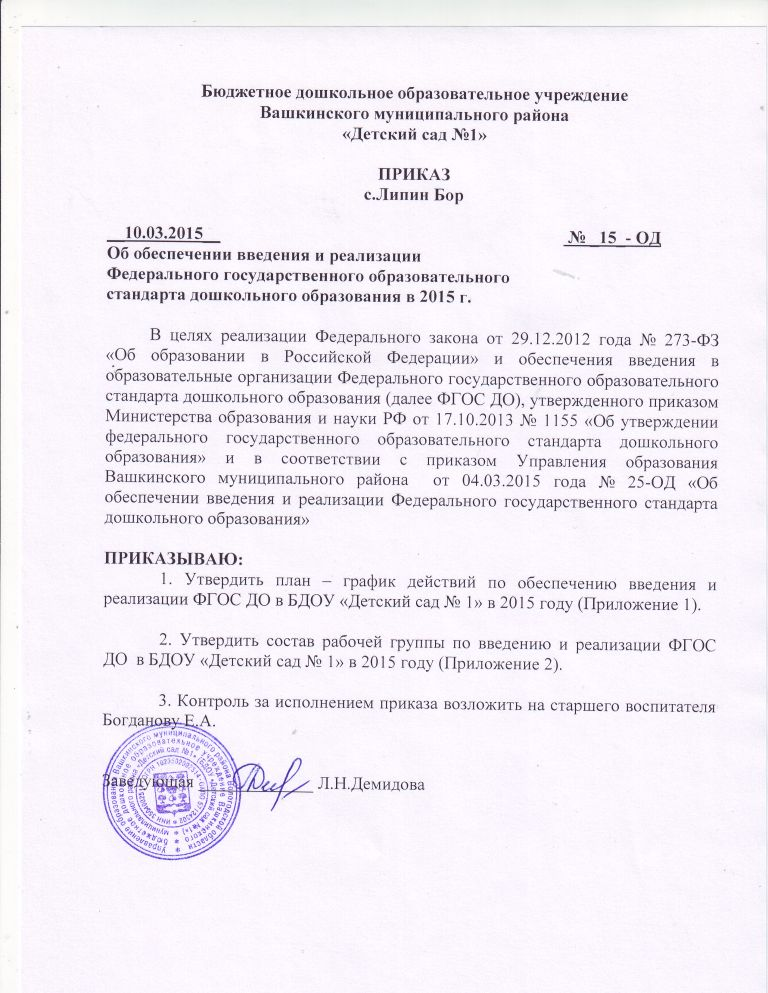 Бюджетное дошкольное образовательное учреждение
Вашкинского муниципального района
«Детский сад №1»
ПРИКАЗ
с.Липин Бор
10.03.2015 № 15 - ОД
Об обеспечении введения и реализации
Федерального государственного образовательного
стандарта дошкольного образования в 2015 г.
В целях реализации Федерального закона от 29.12.2012 года № 273-ФЗ
«Об образовании в Российской Федерации» и обеспечения введения в
образовательные организации Федерального государственного образовательного
стандарта дошкольного образования (далее ФГОС ДО), утвержденного приказом
Министерства образования и науки РФ от 17.10.2013 № 1155 «Об утверждении
федерального государственного образовательного стандарта дошкольного
образования» и в соответствии с приказом Управления образования
Вашкинского муниципального района от 04.03.2015 года № 25-ОД «Об
обеспечении введения и реализации Федерального государственного стандарта
дошкольного образования»
ПРИКАЗЫВАЮ:
1. Утвердить план – график действий по обеспечению введения и
реализации ФГОС ДО в БДОУ «Детский сад № 1» в 2015 году (Приложение 1).
2. Утвердить состав рабочей группы по введению и реализации ФГОС
ДО в БДОУ «Детский сад № 1» в 2015 году (Приложение 2).
3. Контроль за исполнением приказа возложить на старшего воспитателя
Богданову Е.А.
Заведующая Л.Н.Демидова